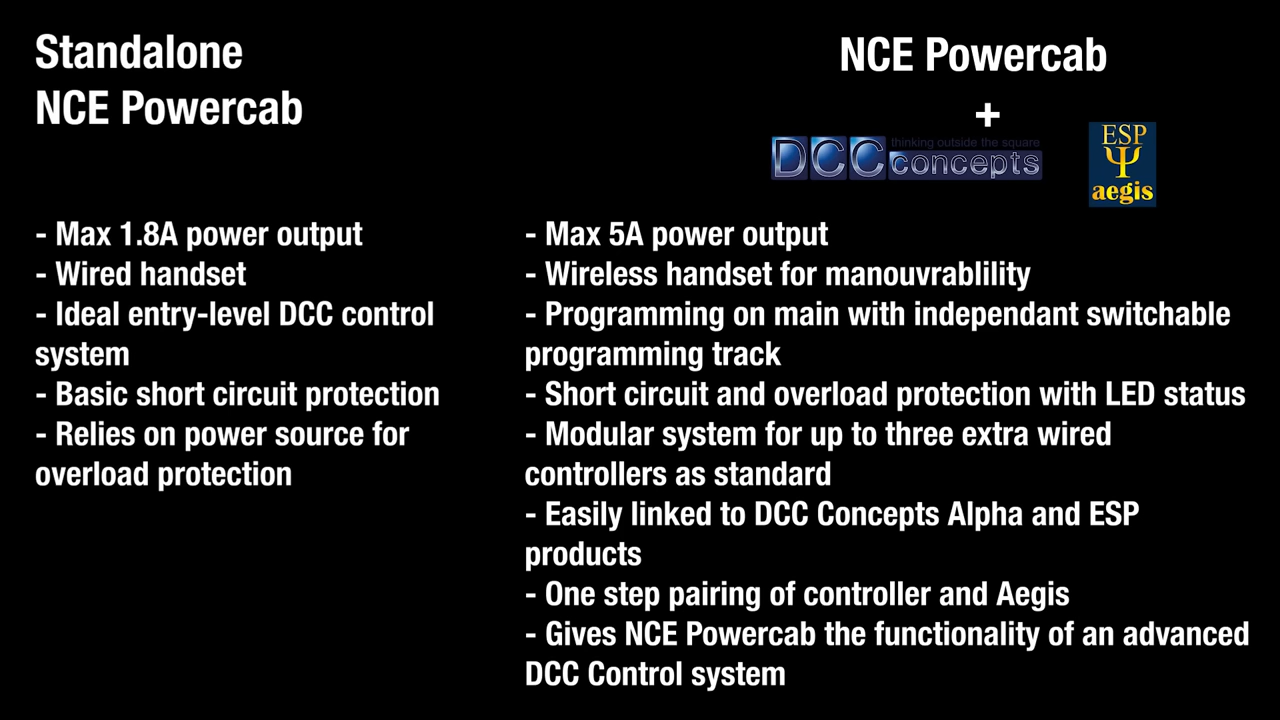 Standalone
NCE Powercab
- Max 1.8A power output
- Wired handset
- Ideal entry-level DCC control
system
- Basic short circuit protection
- Relies on power source for
overload protection
NCE Powercab
+
DCC concepts
thinking outside the square
ESP
Ψ
aegis
- Max 5A power output
- Wireless handset for manouvrablility
- Programming on main with independant switchable
programming track
- Short circuit and overload protection with LED status
- Modular system for up to three extra wired
controllers as standard
- Easily linked to DCC Concepts Alpha and ESP
products
- One step pairing of controller and Aegis
- Gives NCE Powercab the functionality of an advanced
DCC Control system